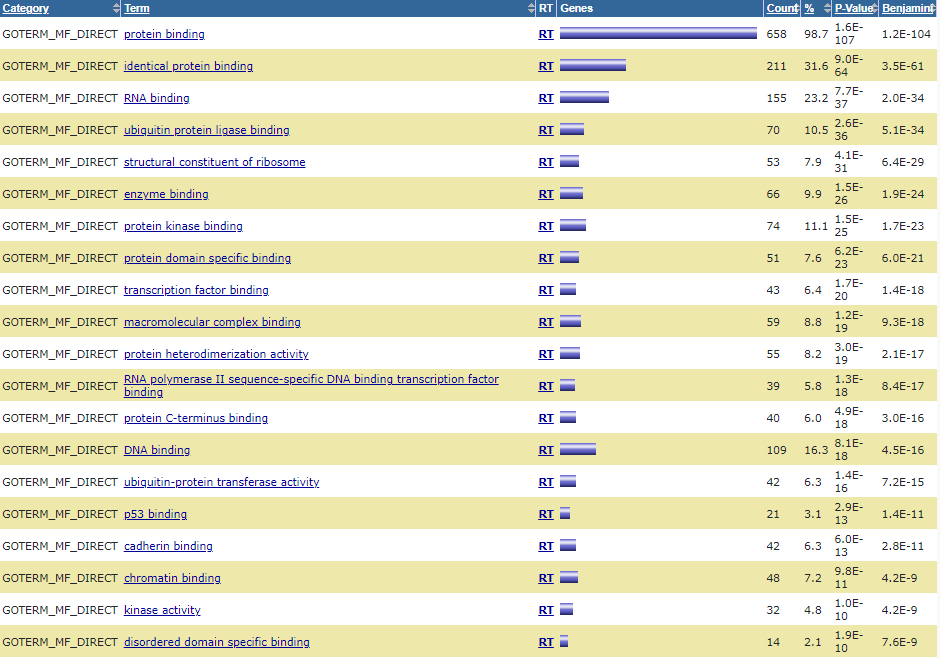 Category Term RT Genes Count % P-Value Benjamini
GOTERM_MF_DIRECT protein binding RT 658 98.7 1.6E-107 1.2E-104
GOTERM_MF_DIRECT identical protein binding RT 211 31.6 9.0E-64 3.5E-61
GOTERM_MF_DIRECT RNA binding RT 155 23.2 7.7E-37 2.0E-34
GOTERM_MF_DIRECT ubiquitin protein ligase binding RT 70 10.5 2.6E-36 5.1E-34
GOTERM_MF_DIRECT structural constituent of ribosome RT 53 7.9 4.1E-31 6.4E-29
GOTERM_MF_DIRECT enzyme binding RT 66 9.9 1.5E-26 1.9E-24
GOTERM_MF_DIRECT protein kinase binding RT 74 11.1 1.5E-25 1.7E-23
GOTERM_MF_DIRECT protein domain specific binding RT 51 7.6 6.2E-23 6.0E-21
GOTERM_MF_DIRECT transcription factor binding RT 43 6.4 1.7E-20 1.4E-18
GOTERM_MF_DIRECT macromolecular complex binding RT 59 8.8 1.2E-19 9.3E-18
GOTERM_MF_DIRECT protein heterodimerization activity RT 55 8.2 3.0E-19 2.1E-17
GOTERM_MF_DIRECT RNA polymerase II sequence-specific DNA binding transcription factor binding RT 39 5.8 1.3E-18 8.4E-17
GOTERM_MF_DIRECT protein C-terminus binding RT 40 6.0 4.9E-18 3.0E-16
GOTERM_MF_DIRECT DNA binding RT 109 16.3 8.1E-18 4.5E-16
GOTERM_MF_DIRECT ubiquitin-protein transferase activity RT 42 6.3 1.4E-16 7.2E-15
GOTERM_MF_DIRECT p53 binding RT 21 3.1 2.9E-13 1.4E-11
GOTERM_MF_DIRECT cadherin binding RT 42 6.3 6.0E-13 2.8E-11
GOTERM_MF_DIRECT chromatin binding RT 48 7.2 9.8E-11 4.2E-9
GOTERM_MF_DIRECT kinase activity RT 32 4.8 1.0E-10 4.2E-9
GOTERM_MF_DIRECT disordered domain specific binding RT 14 2.1 1.9E-10 7.6E-9